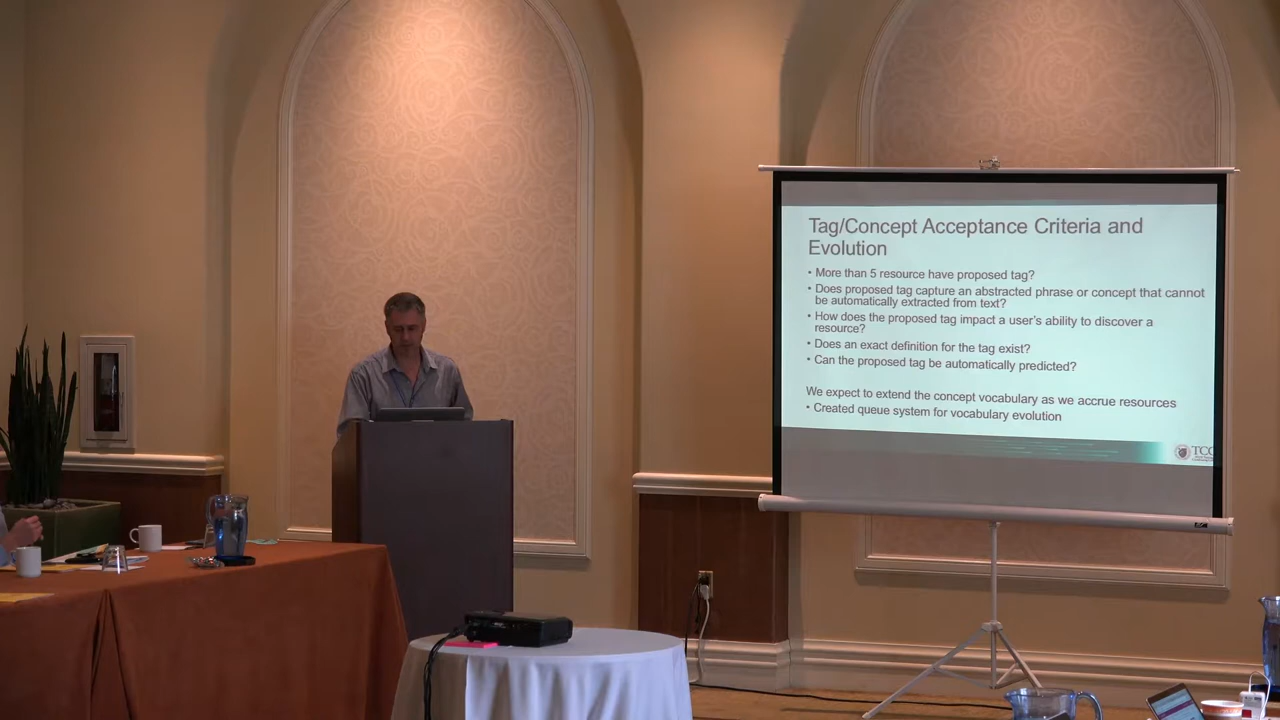 Tag/Concept Acceptance Criteria and
Evolution
• More than 5 resource have proposed tag?
• Does proposed tag capture an abstracted phrase or concept that cannot
be automatically extracted from text?
• How does the proposed tag impact a user's ability to discover a
resource?
• Does an exact definition for the tag exist?
• Can the proposed tag be automatically predicted?
We expect to extend the concept vocabulary as we accrue resources
• Created queue system for vocabulary evolution